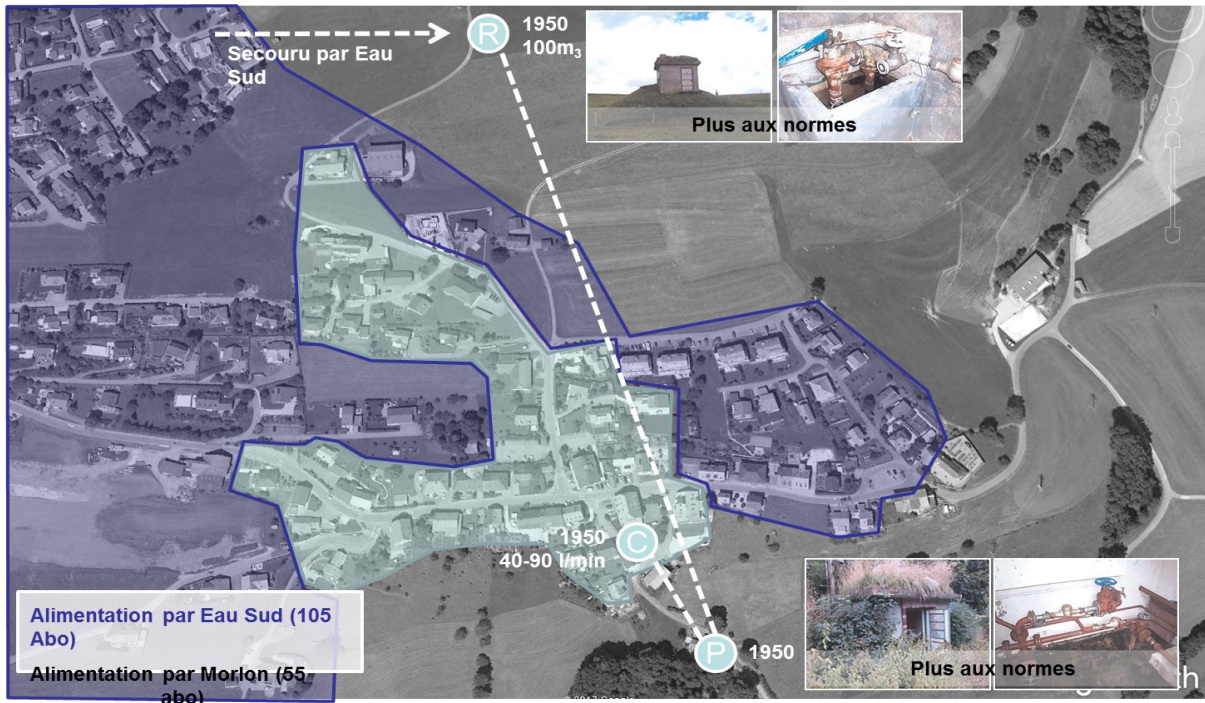 Secouru par Eau
Sud
R
1950
100m3
Plus aux normes
1950
40-90 l/min
C
P
1950
Plus aux normes
Alimentation par Eau Sud (105
Abo)
Alimentation par Morlon (55
abo)